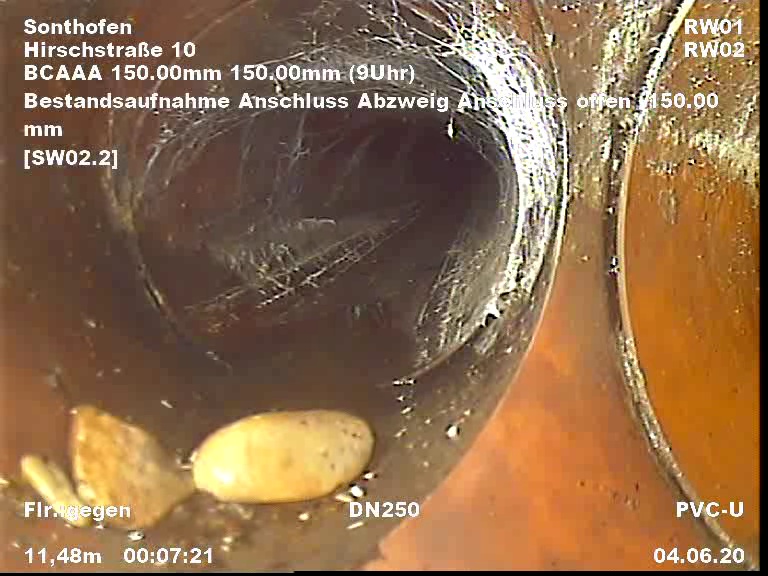 Sonthofen
RW01
Hirschstraße 10
RW02
BCAAA 150.00mm 150.00mm (9Uhr)
Bestandsaufnahme Anschluss Abzweig Anschluss offen 150.00
mm
[SW02.2]
DN250
PVC-U
11,48m 00:07:21
04.06.20